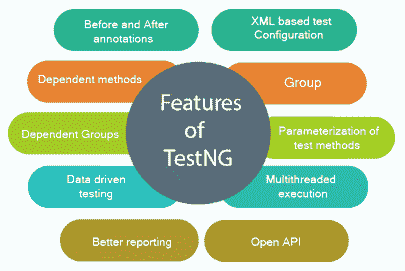 Before and After
annotations
XML based test
Configuration
Dependent methods
Group
Features
of
TestNG
Dependent Groups
Parameterization of
test methods
Data driven
testing
Multithreaded
execution
Better reporting
Open API